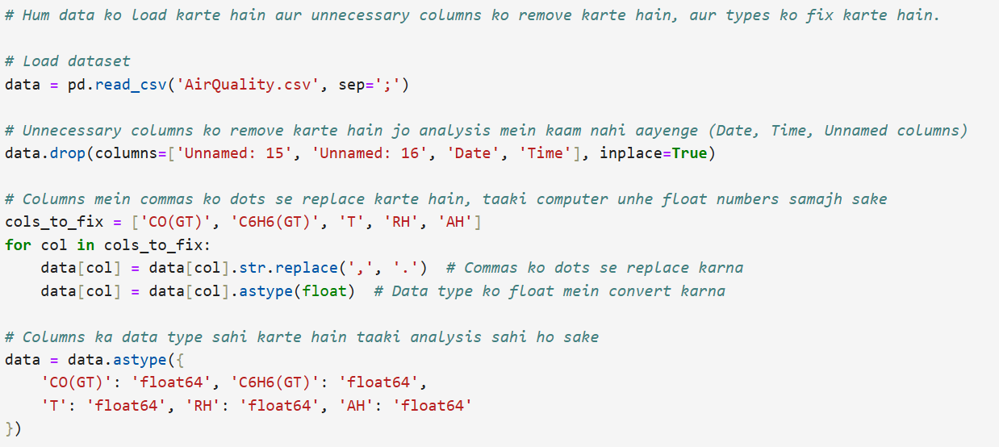 # Hum data ko load karte hain aur unnecessary columns ko remove karte hain, aur types ko fix karte hain.
# Load dataset
data = pd.read_csv('AirQuality.csv', sep=';')
# Unnecessary columns ko remove karte hain jo analysis mein kaam nahi aayenge (Date, Time, Unnamed columns)
data.drop(columns=['Unnamed: 15', 'Unnamed: 16', 'Date', 'Time'], inplace=True)
# Columns mein commas ko dots se replace karte hain, taaki computer unhe float numbers samajh sake
cols_to_fix = ['CO(GT)', 'C6H6(GT)', 'T', 'RH', 'AH']
for col in cols_to_fix:
    data[col] = data[col].str.replace(',', '.')  # Commas ko dots se replace karna
    data[col] = data[col].astype(float)  # Data type ko float mein convert karna
# Columns ka data type sahi karte hain taaki analysis sahi ho sake
data = data.astype({
    'CO(GT)': 'float64', 'C6H6(GT)': 'float64',
    'T': 'float64', 'RH': 'float64', 'AH': 'float64'
})